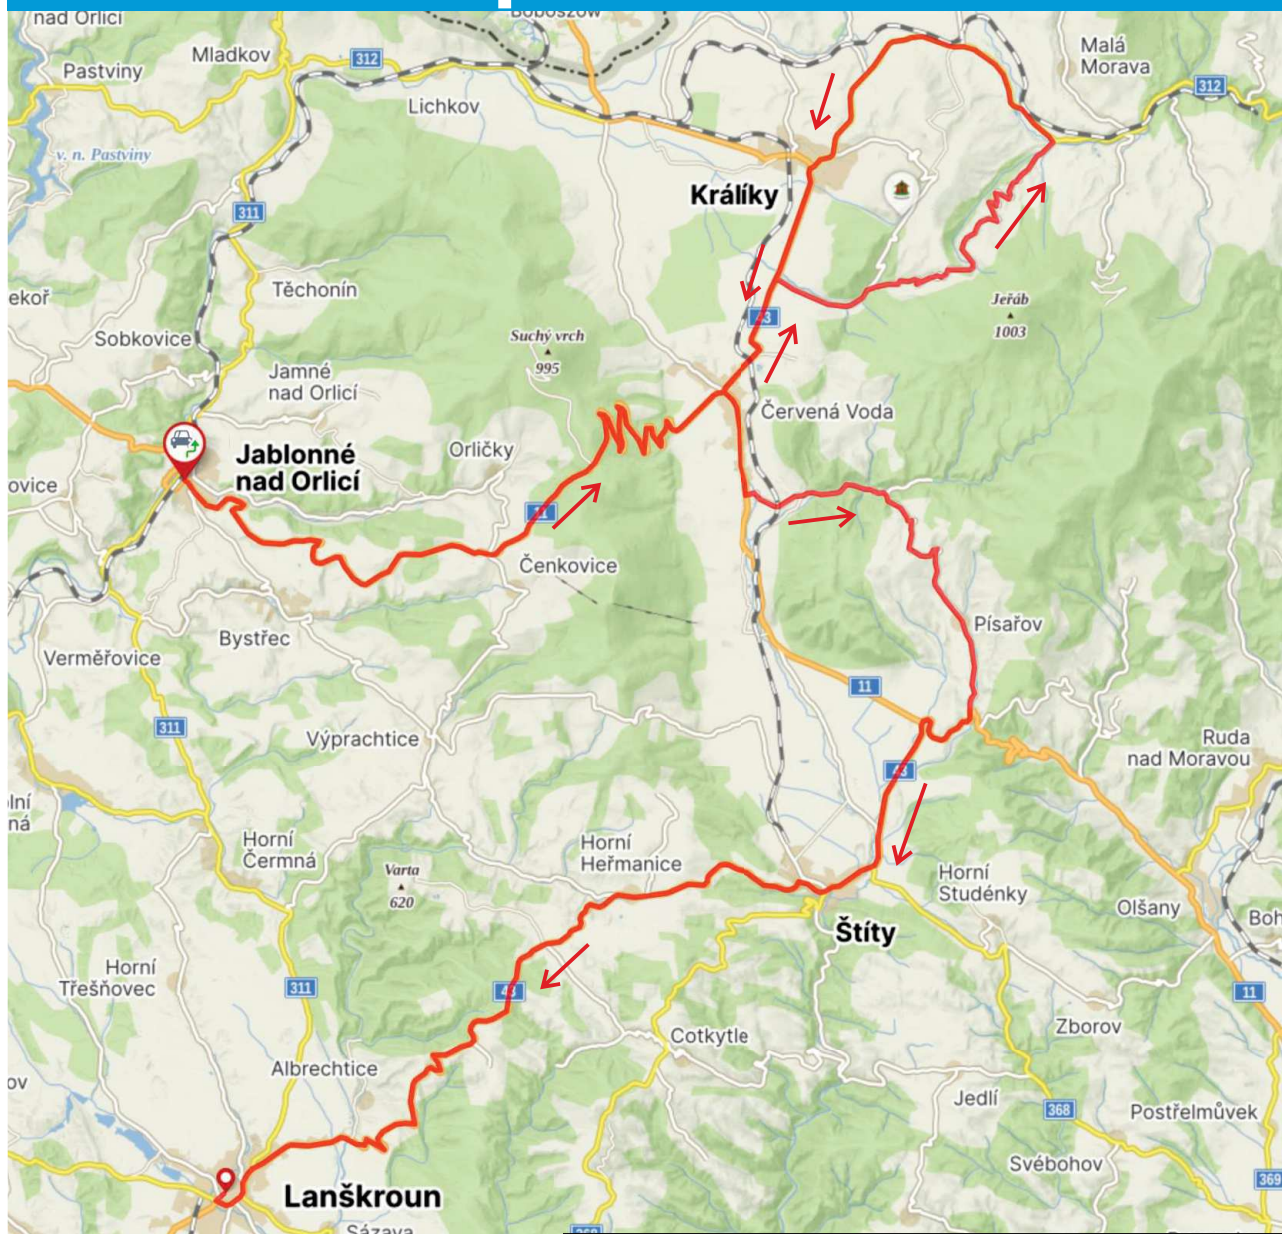 nad Orlicí
Boboszów
Mladkov
312
Malá
Morava
Pastviny
312
Lichkov
v. n. Pastviny
Králíky
311
Těchonín
Jeřáb
1003
43
Sobkovice
Suchý vrch
995
Jamné
nad Orlicí
Červená Voda
Jablonné
nad Orlicí
Orličky
11
Čenkovice
Bystřec
Písařov
Verměřovice
11
311
Výprachtice
Ruda
nad Moravou
43
Horní
Čermná
Horní
Heřmanice
Varta
620
Horní
Studénky
Olšany
Štíty
Horní
Třešňovec
311
43
11
Cotkytle
Zborov
Albrechtice
Jedlí
368
Postřelmůvek
Svébohov
369
Lanškroun
Sázava